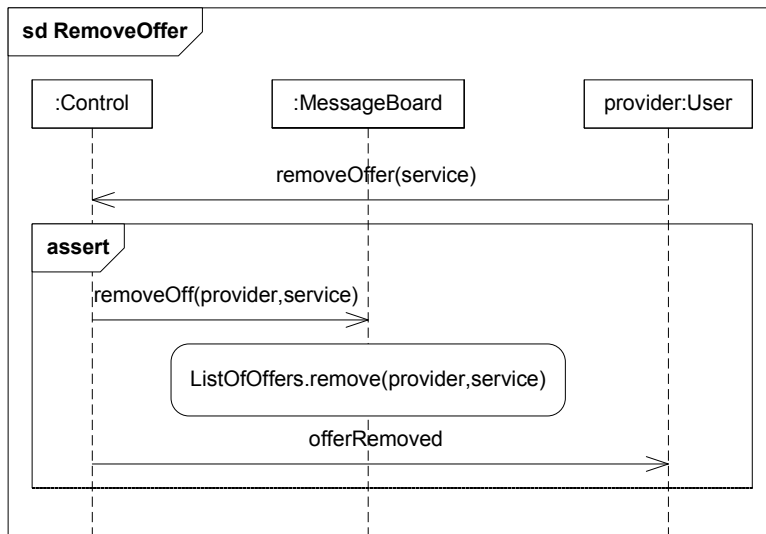 sd RemoveOffer
:Control
:MessageBoard
provider:User
removeOffer(service)
assert
removeOff(provider,service)
ListOfOffers.remove(provider,service)
offerRemoved